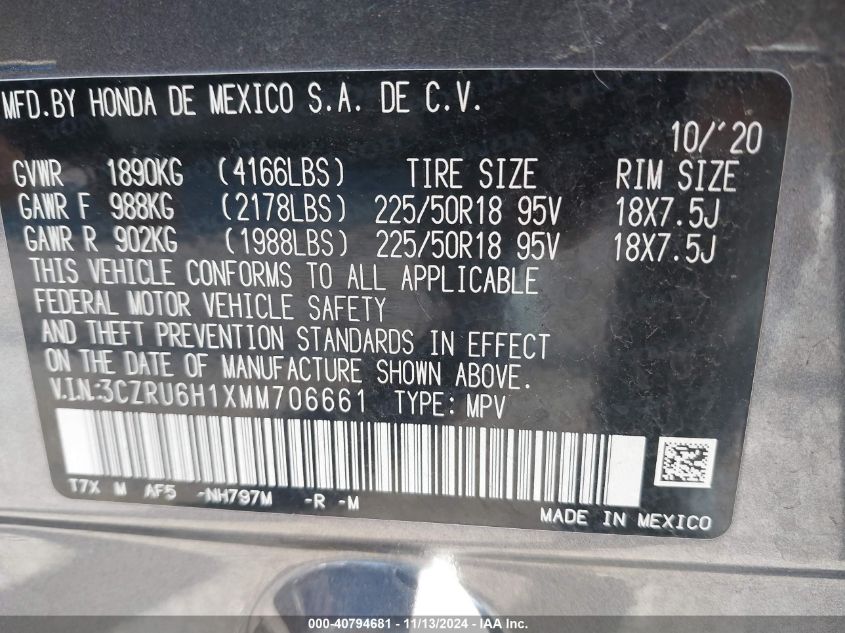 MFD.BY HONDA DE MEXICO S.A. DE C.V.
10/'20
GVWR 1890KG (4166LBS) TIRE SIZE RIM SIZE
GAWR F 988KG (2178LBS) 225/50R18 95V 18X7.5J
GAWR R 902KG (1988LBS) 225/50R18 95V 18X7.5J
THIS VEHICLE CONFORMS TO ALL APPLICABLE
FEDERAL MOTOR VEHICLE SAFETY
AND THEFT PREVENTION STANDARDS IN EFFECT
ON THE DATE OF MANUFACTURE SHOWN ABOVE.
V.I.N.:3CZRU6H1XMM706661 TYPE: MPV
T7X M AF5 -NH797M -R -M
MADE IN MEXICO
000-40794681 - 11/13/2024 - IAA Inc.